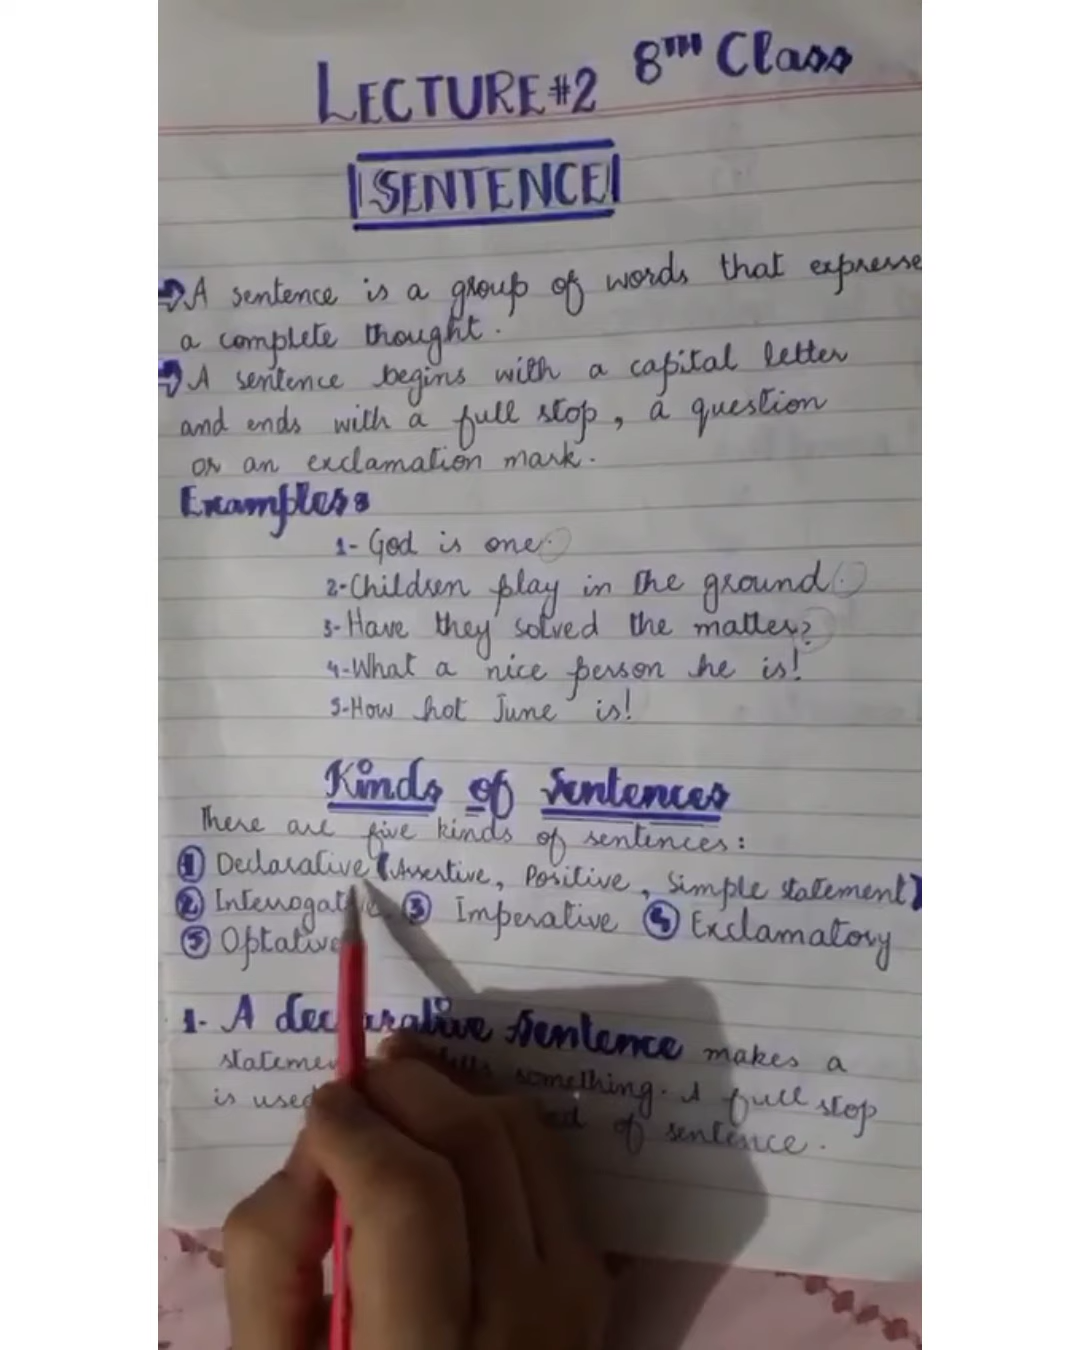 LECTURE#2 8TH Class
SENTENCE
A sentence is a group of words that expresse
a complete thought.
A sentence begins with a capital letter
and ends with a full stop, a question
or an exclamation mark.
Examples:
1- God is one.
2- Children play in the ground.
3- Have they solved the matter?
4- What a nice person he is!
5- How hot June is!
Kinds of Sentences
There are five kinds of sentences:
1 Declarative (Assertive, Positive, Simple statement)
2 Interrogative 3 Imperative 4 Exclamatory
5 Optative
1- A declarative Sentence makes a
something. A full stop
is used of sentence.